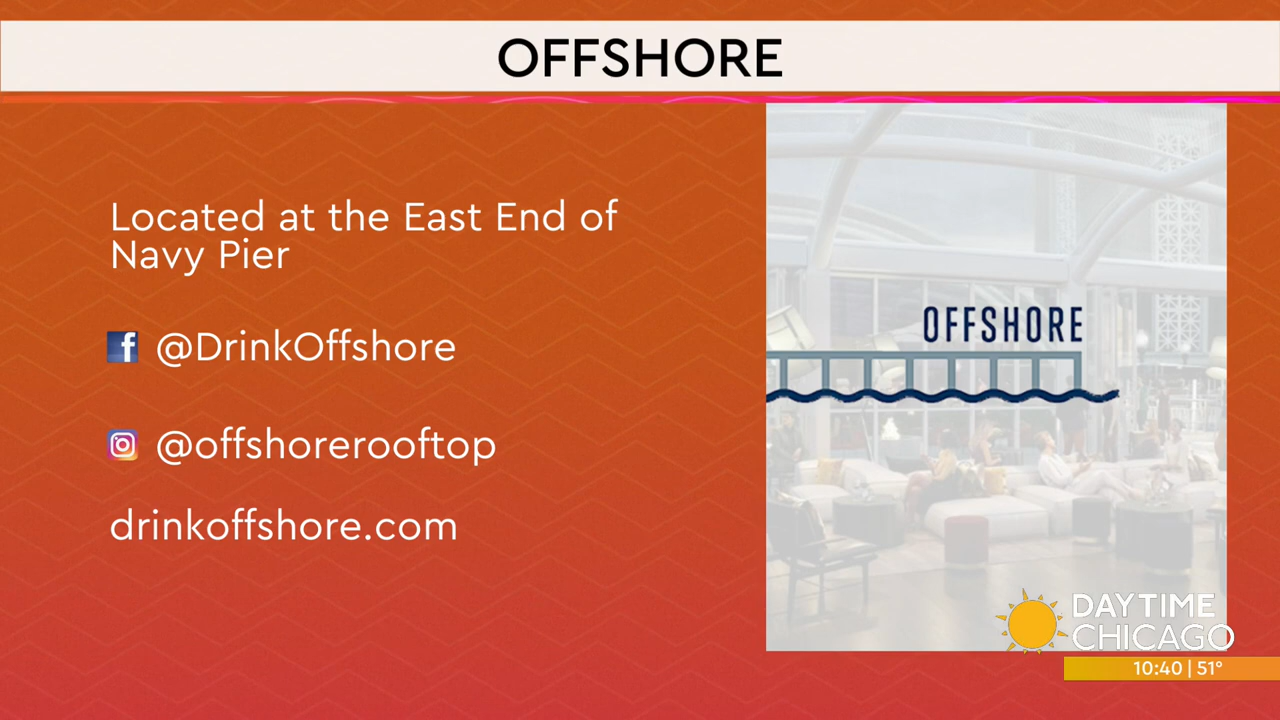 OFFSHORE
Located at the East End of
Navy Pier
@DrinkOffshore
@offshorerooftop
drinkoffshore.com
OFFSHORE
DAYTIME
CHICAGO
10:40 | 51°